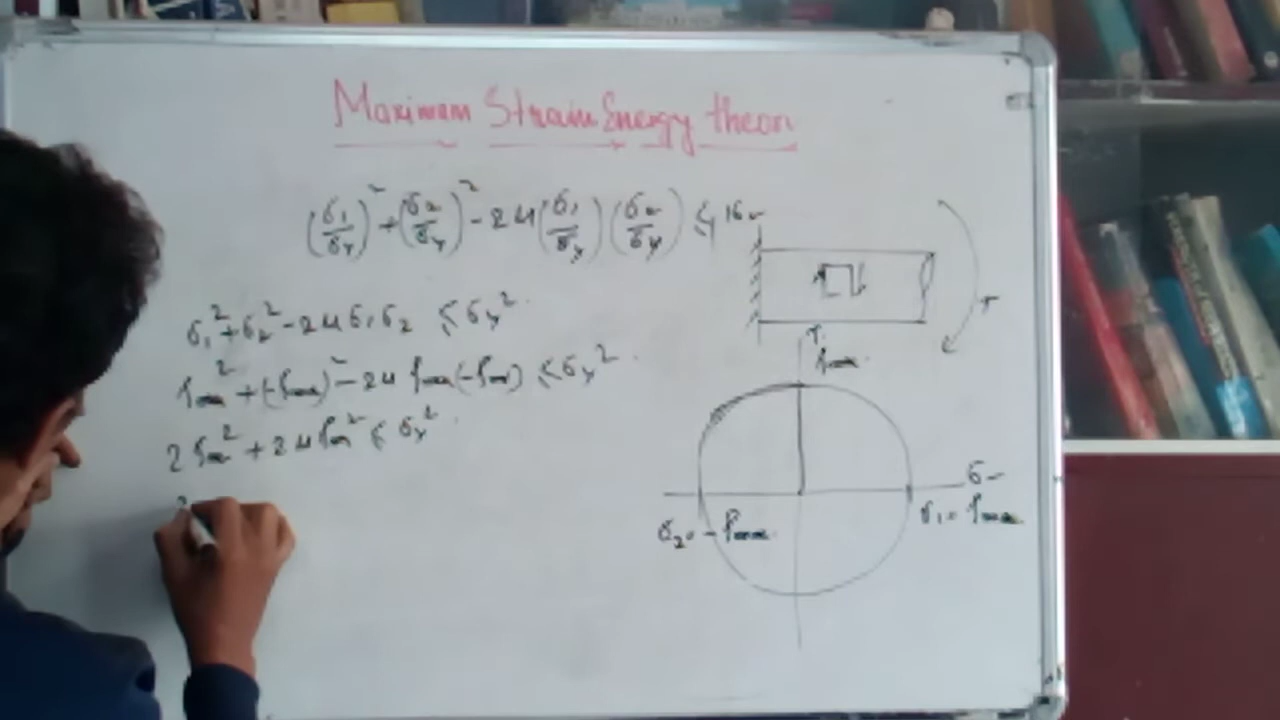 Maximum Strain Energy theory
(σ₁/σy)² + (σ₂/σy)² - 2μ(σ₁/σy)(σ₂/σy) ≤ 1
σ₁² + σ₂² - 2μσ₁σ₂ ≤ σy²
τmax² + (-τmax)² - 2μ τmax(-τmax) ≤ σy²
2τmax² + 2μτmax² ≤ σy²
2
T
τ
τmax
σ
σ₁ = τmax
σ₂ = -τmax